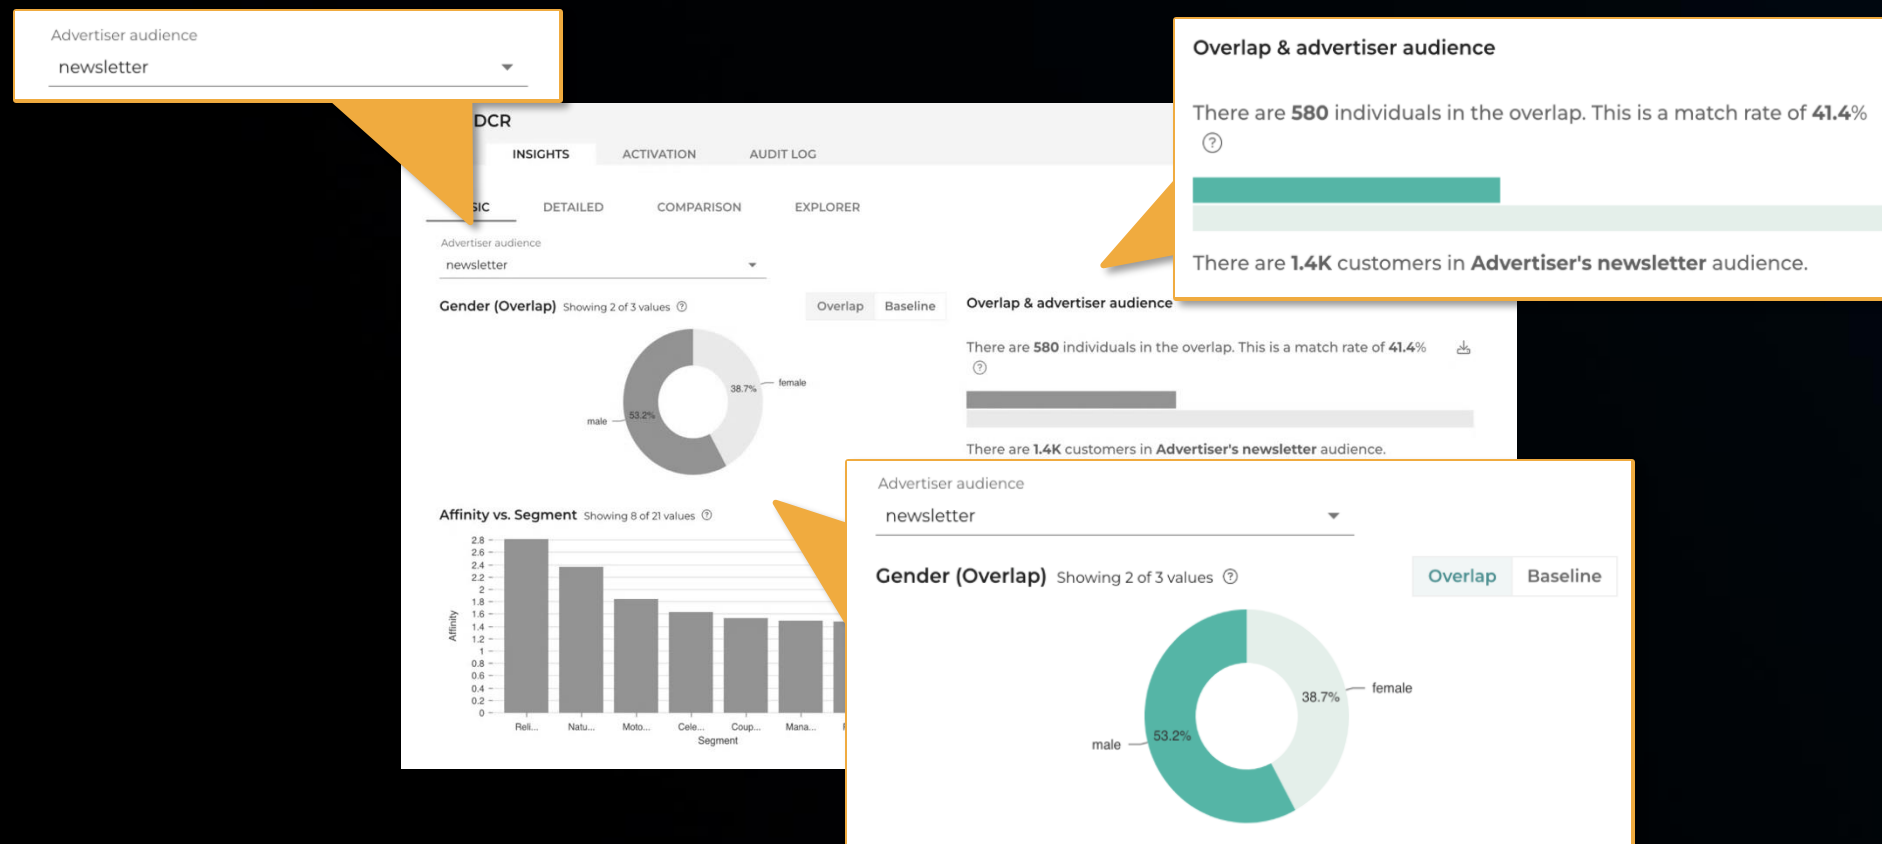 Advertiser audience
newsletter
Overlap & advertiser audience
There are 580 individuals in the overlap. This is a match rate of 41.4%
There are 1.4K customers in Advertiser's newsletter audience.
DCR
INSIGHTS ACTIVATION AUDIT LOG
DETAILED COMPARISON EXPLORER
Advertiser audience
newsletter
Gender (Overlap) Showing 2 of 3 values ?
Overlap Baseline
38.7% female
male 53.2%
Overlap & advertiser audience
There are 580 individuals in the overlap. This is a match rate of 41.4%
?
There are 1.4K customers in Advertiser's newsletter audience.
Affinity vs. Segment Showing 8 of 21 values ?
2.8
2.6
2.4
2.2
2
1.8
1.6
1.4
1.2
1
0.8
0.6
0.4
0.2
0
Affinity
Reli... Natu... Moto... Cele... Coup... Mana...
Segment
Advertiser audience
newsletter
Gender (Overlap) Showing 2 of 3 values ?
Overlap Baseline
38.7% female
male 53.2%